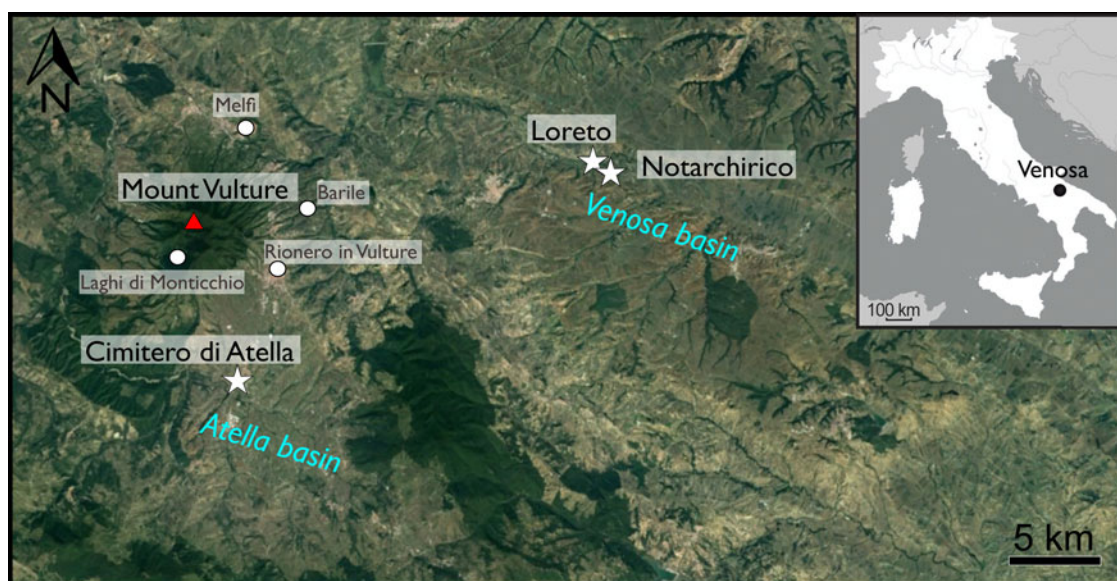 N
Melfi
Mount Vulture
Barile
Laghi di Monticchio
Rionero in Vulture
Cimitero di Atella
Atella basin
Loreto
Notarchirico
Venosa basin
Venosa
100 km
5 km